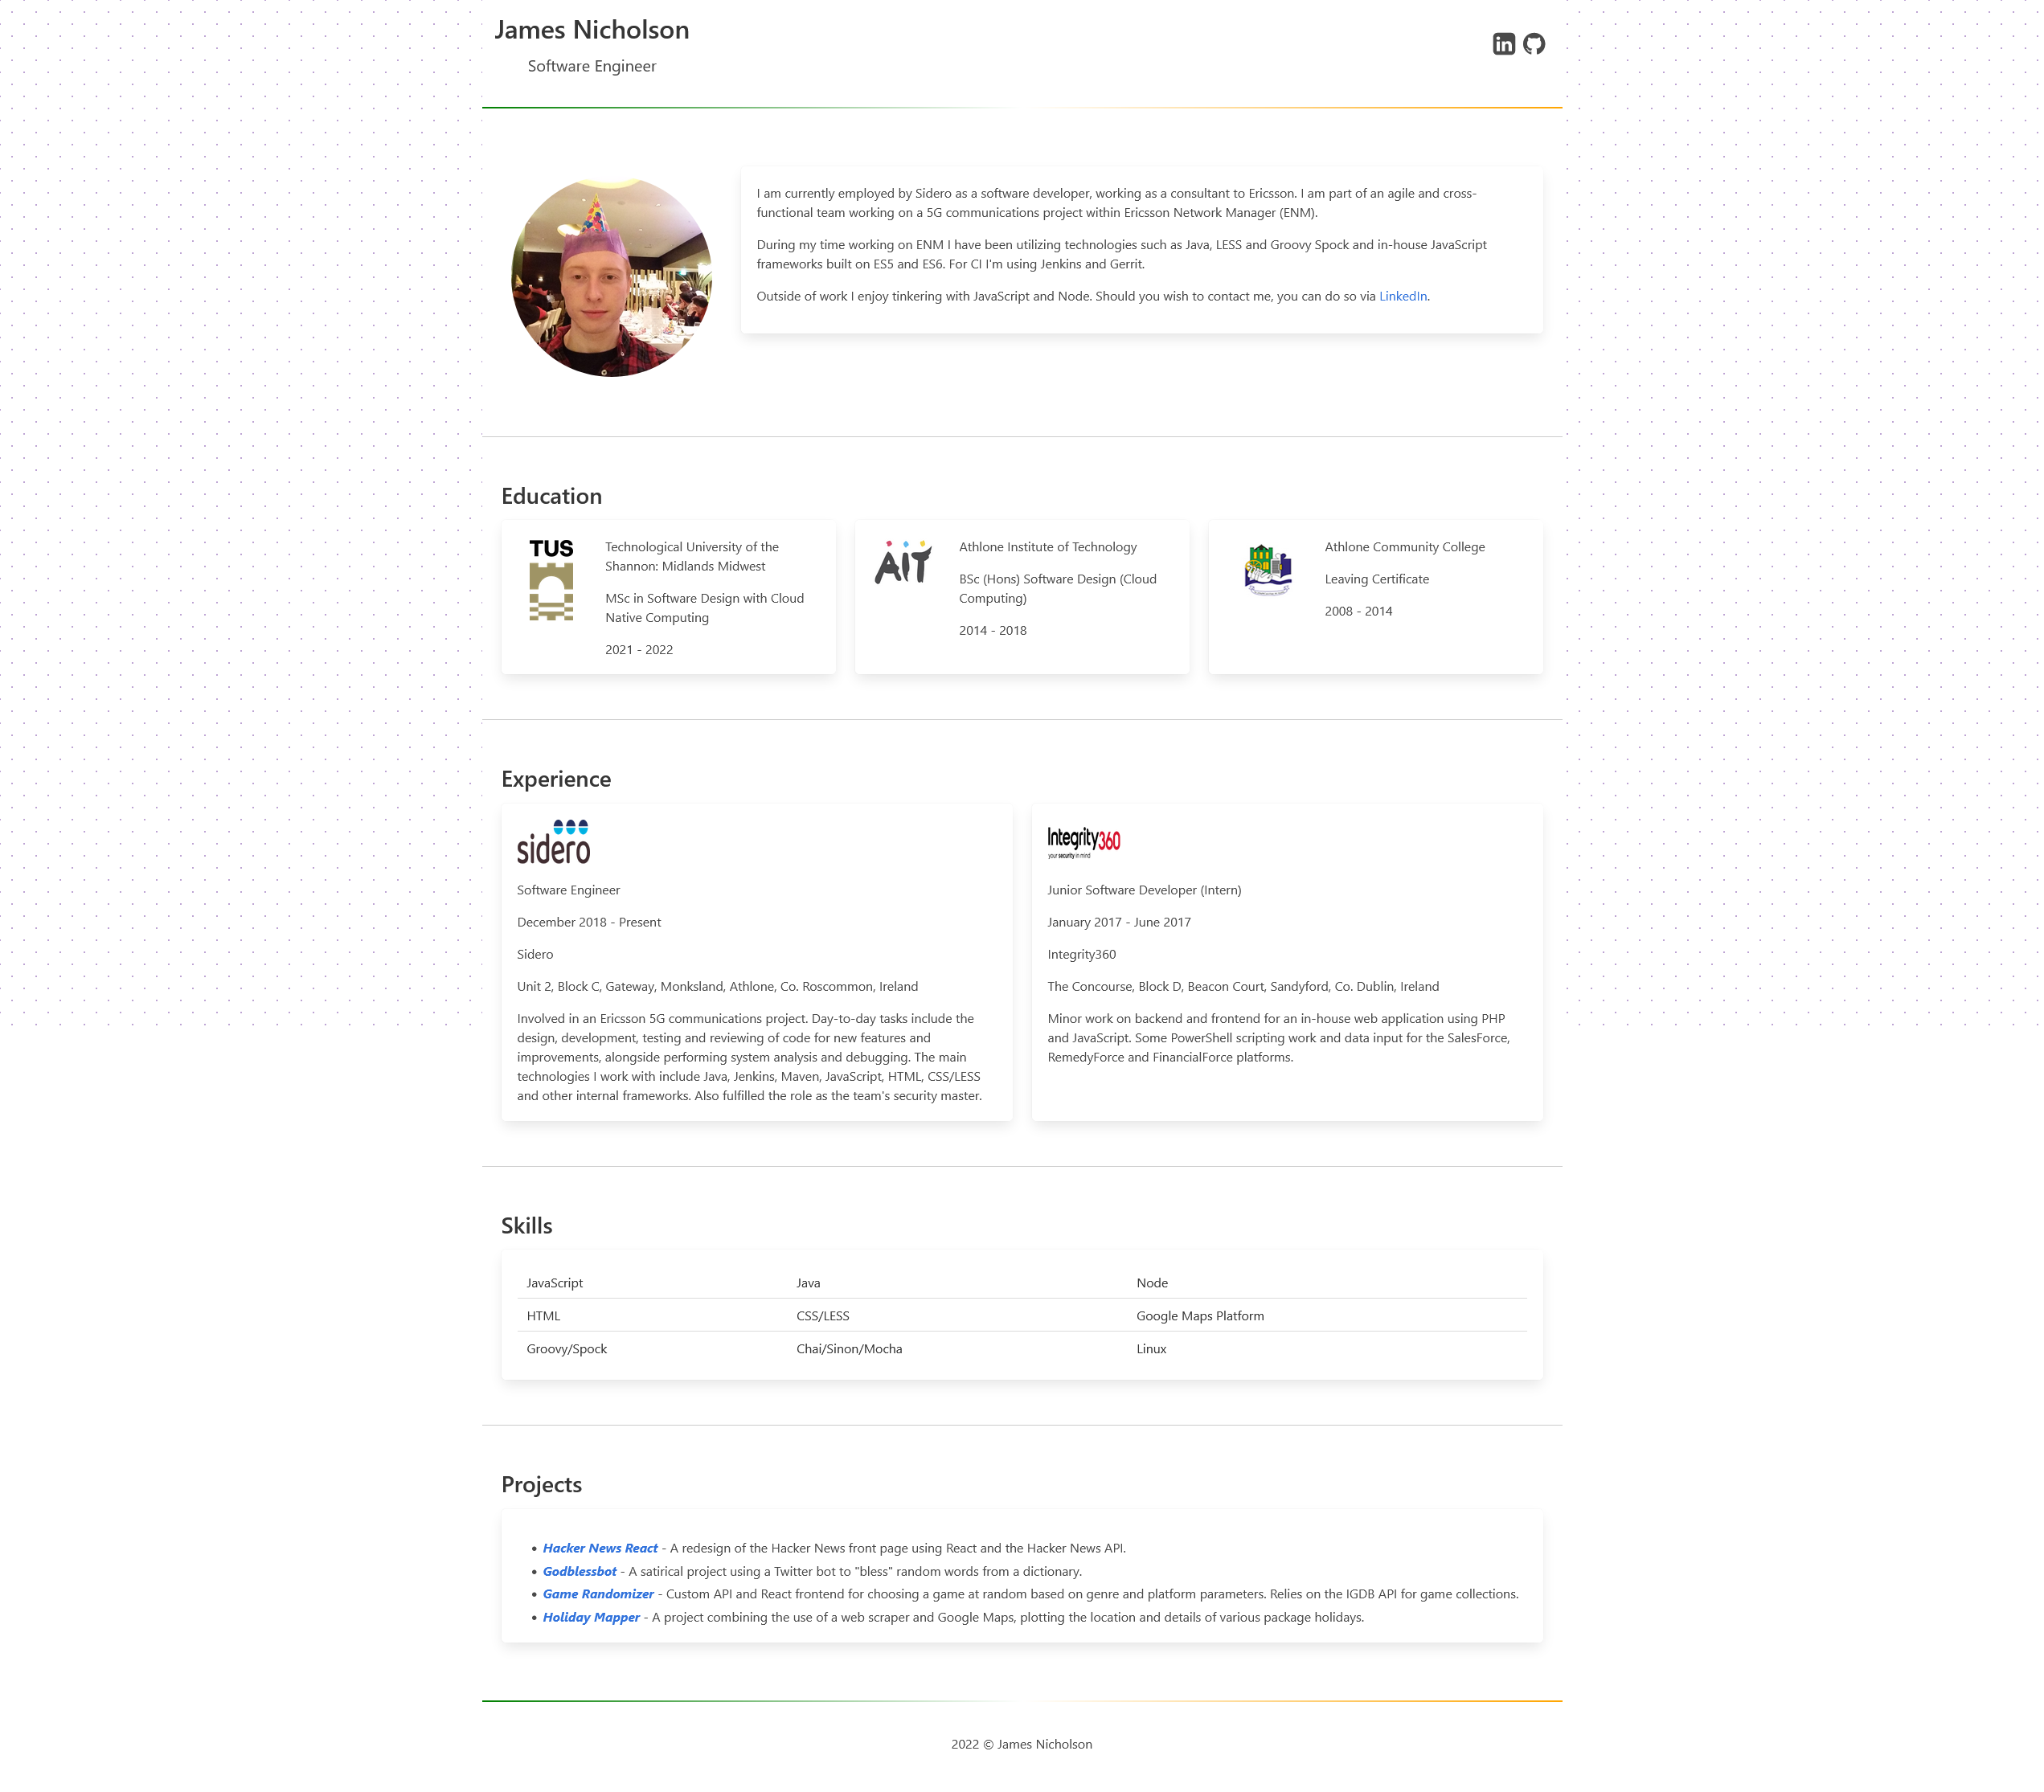 James Nicholson
Software Engineer
I am currently employed by Sidero as a software developer, working as a consultant to Ericsson. I am part of an agile and cross-
functional team working on a 5G communications project within Ericsson Network Manager (ENM).
During my time working on ENM I have been utilizing technologies such as Java, LESS and Groovy Spock and in-house JavaScript
frameworks built on ES5 and ES6. For CI I'm using Jenkins and Gerrit.
Outside of work I enjoy tinkering with JavaScript and Node. Should you wish to contact me, you can do so via LinkedIn.
Education
TUS
Technological University of the
Shannon: Midlands Midwest
MSc in Software Design with Cloud
Native Computing
2021 - 2022
AIT
Athlone Institute of Technology
BSc (Hons) Software Design (Cloud
Computing)
2014 - 2018
Athlone Community College
Leaving Certificate
2008 - 2014
Experience
sidero
Software Engineer
December 2018 - Present
Sidero
Unit 2, Block C, Gateway, Monksland, Athlone, Co. Roscommon, Ireland
Involved in an Ericsson 5G communications project. Day-to-day tasks include the
design, development, testing and reviewing of code for new features and
improvements, alongside performing system analysis and debugging. The main
technologies I work with include Java, Jenkins, Maven, JavaScript, HTML, CSS/LESS
and other internal frameworks. Also fulfilled the role as the team's security master.
Integrity360
your security in mind
Junior Software Developer (Intern)
January 2017 - June 2017
Integrity360
The Concourse, Block D, Beacon Court, Sandyford, Co. Dublin, Ireland
Minor work on backend and frontend for an in-house web application using PHP
and JavaScript. Some PowerShell scripting work and data input for the SalesForce,
RemedyForce and FinancialForce platforms.
Skills
JavaScript Java Node
HTML CSS/LESS Google Maps Platform
Groovy/Spock Chai/Sinon/Mocha Linux
Projects
• Hacker News React - A redesign of the Hacker News front page using React and the Hacker News API.
• Godblessbot - A satirical project using a Twitter bot to "bless" random words from a dictionary.
• Game Randomizer - Custom API and React frontend for choosing a game at random based on genre and platform parameters. Relies on the IGDB API for game collections.
• Holiday Mapper - A project combining the use of a web scraper and Google Maps, plotting the location and details of various package holidays.
2022 © James Nicholson